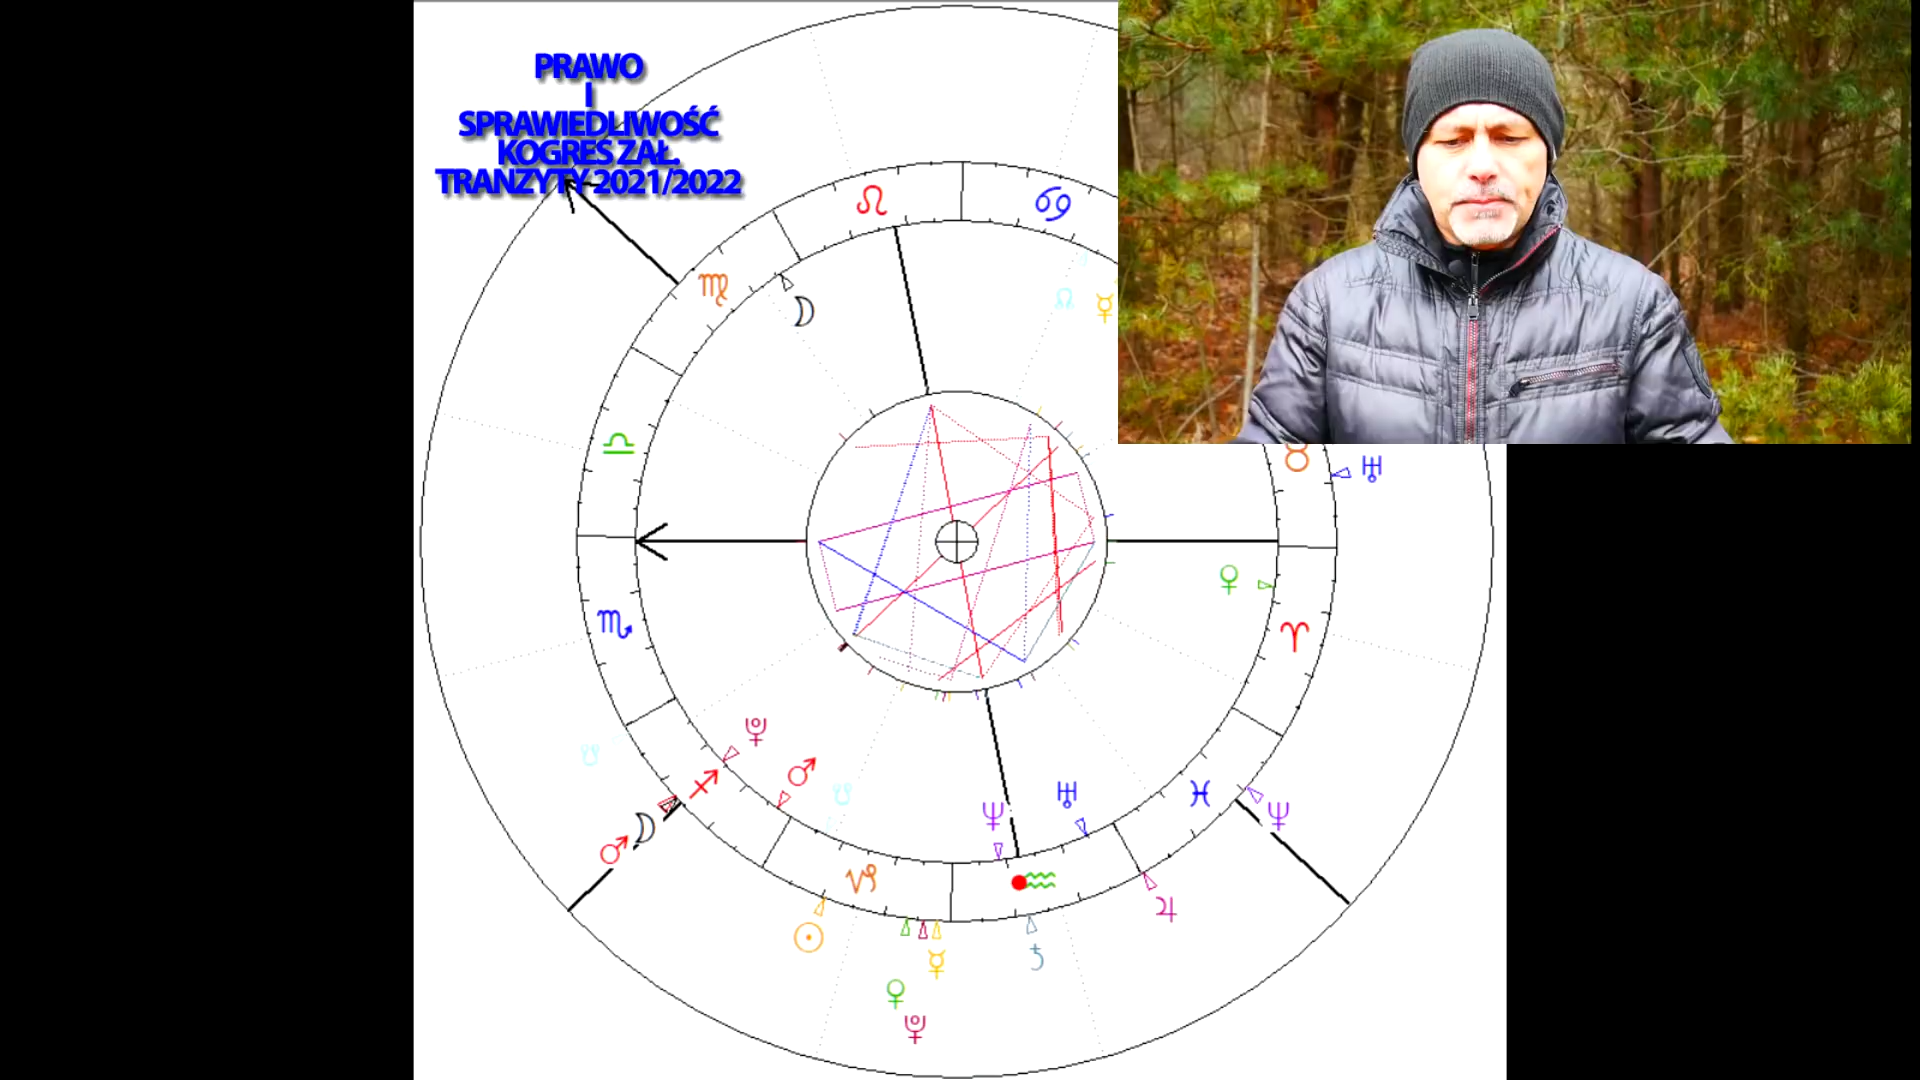 PRAWO
I
SPRAWIEDLIWOŚĆ
KOGRES ZAŁ.
TRANZYTY 2021/2022